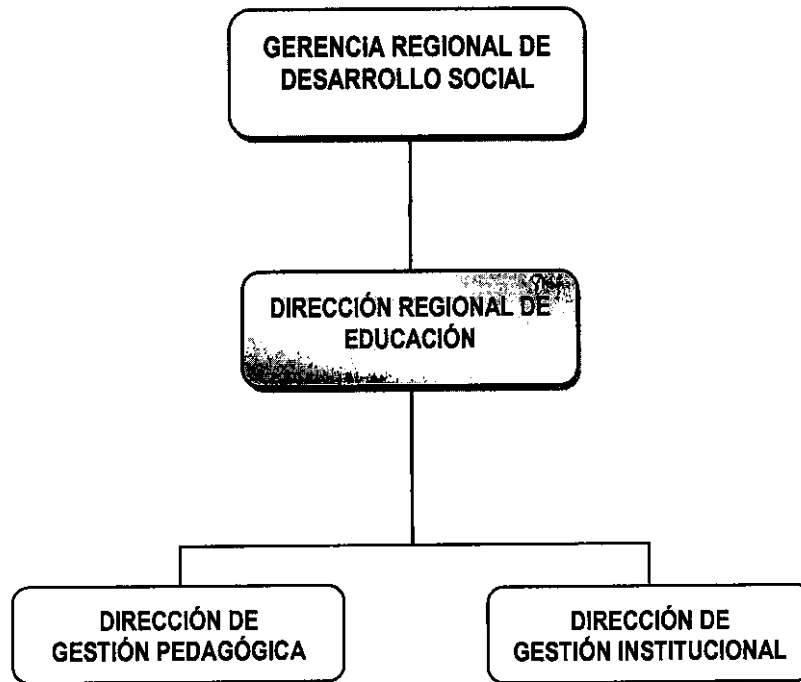 GERENCIA REGIONAL DE
DESARROLLO SOCIAL
DIRECCIÓN REGIONAL DE
EDUCACIÓN
DIRECCIÓN DE
GESTIÓN PEDAGÓGICA
DIRECCIÓN DE
GESTIÓN INSTITUCIONAL